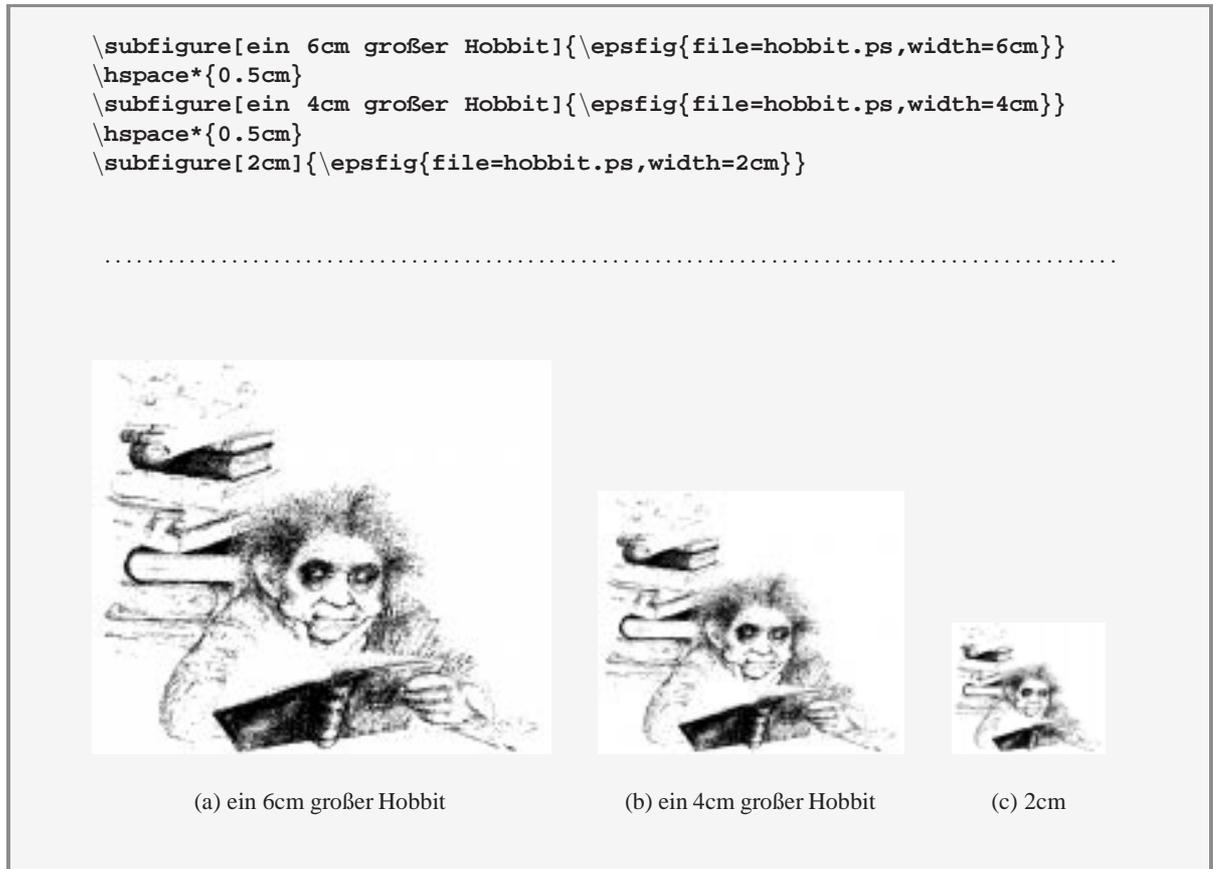 \subfigure[ein 6cm großer Hobbit]{\epsfig{file=hobbit.ps,width=6cm}}
\hspace*{0.5cm}
\subfigure[ein 4cm großer Hobbit]{\epsfig{file=hobbit.ps,width=4cm}}
\hspace*{0.5cm}
\subfigure[2cm]{\epsfig{file=hobbit.ps,width=2cm}}
(a) ein 6cm großer Hobbit (b) ein 4cm großer Hobbit (c) 2cm